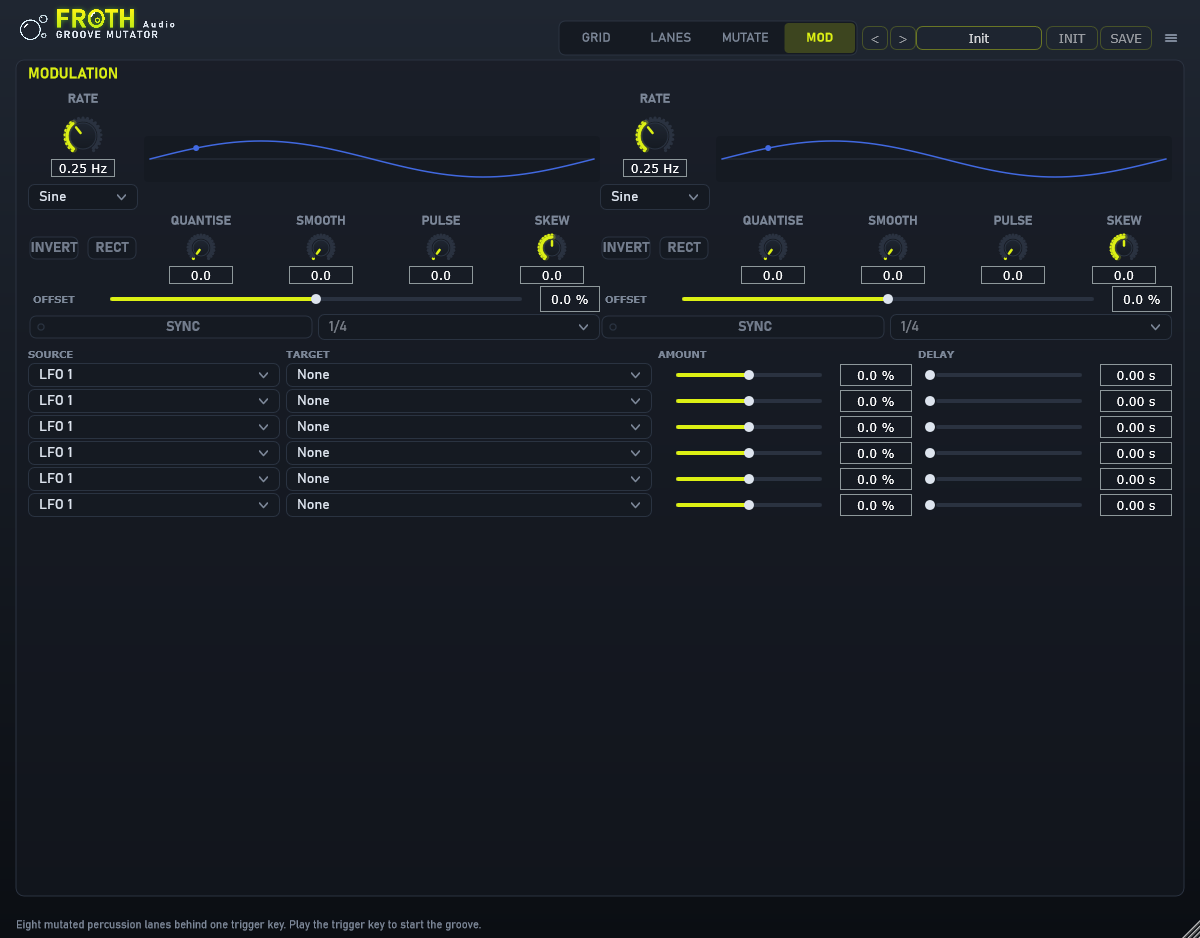 FROTH Audio
GROOVE MUTATOR
GRID LANES MUTATE MOD < > Init INIT SAVE
MODULATION
RATE RATE
0.25 Hz 0.25 Hz
Sine Sine
QUANTISE SMOOTH PULSE SKEW QUANTISE SMOOTH PULSE SKEW
INVERT RECT INVERT RECT
0.0 0.0 0.0 0.0 0.0 0.0 0.0 0.0
OFFSET 0.0 % OFFSET 0.0 %
SYNC 1/4 SYNC 1/4
SOURCE TARGET AMOUNT DELAY
LFO 1 None 0.0 % 0.00 s
LFO 1 None 0.0 % 0.00 s
LFO 1 None 0.0 % 0.00 s
LFO 1 None 0.0 % 0.00 s
LFO 1 None 0.0 % 0.00 s
LFO 1 None 0.0 % 0.00 s
Eight mutated percussion lanes behind one trigger key. Play the trigger key to start the groove.